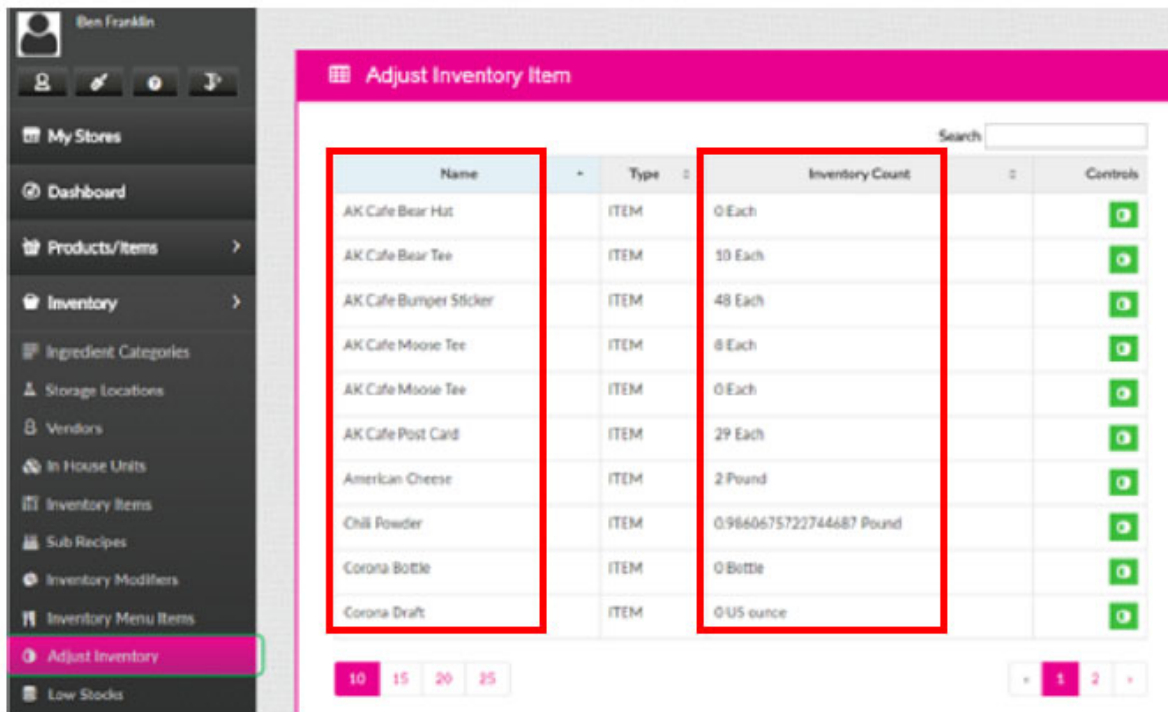 Ben Franklin
My Stores
Dashboard
Products/Items
Inventory
Ingredient Categories
Storage Locations
Vendors
In House Units
Inventory Items
Sub Recipes
Inventory Modifiers
Inventory Menu Items
Adjust Inventory
Low Stocks
Adjust Inventory Item
Search
Name Type Inventory Count Controls
AK Cafe Bear Hat ITEM 0 Each
AK Cafe Bear Tee ITEM 10 Each
AK Cafe Bumper Sticker ITEM 48 Each
AK Cafe Moose Tee ITEM 8 Each
AK Cafe Moose Tee ITEM 0 Each
AK Cafe Post Card ITEM 29 Each
American Cheese ITEM 2 Pound
Chili Powder ITEM 0.9860675722744687 Pound
Corona Bottle ITEM 0 Bottle
Corona Draft ITEM 0 US ounce
10 15 20 25
« 1 2 »